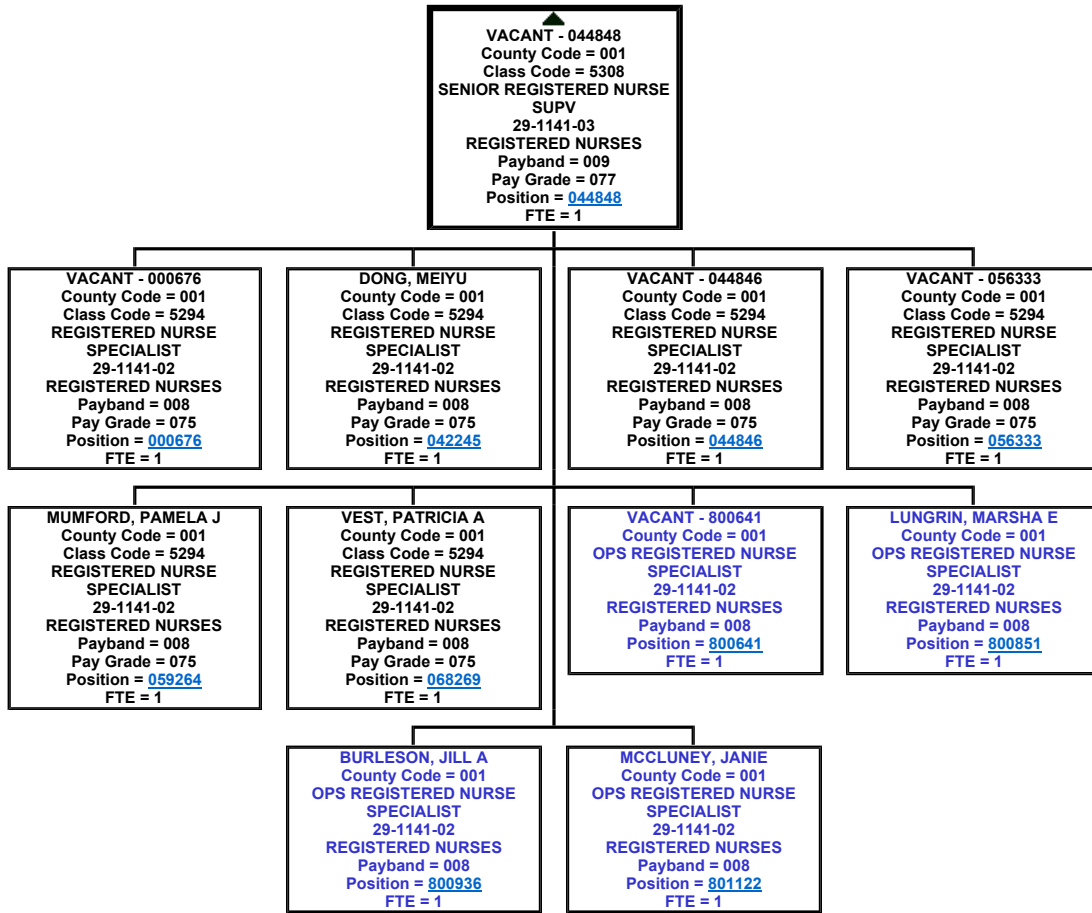 VACANT - 044848
County Code = 001
Class Code = 5308
SENIOR REGISTERED NURSE
SUPV
29-1141-03
REGISTERED NURSES
Payband = 009
Pay Grade = 077
Position = 044848
FTE = 1
VACANT - 000676
County Code = 001
Class Code = 5294
REGISTERED NURSE
SPECIALIST
29-1141-02
REGISTERED NURSES
Payband = 008
Pay Grade = 075
Position = 000676
FTE = 1
DONG, MEIYU
County Code = 001
Class Code = 5294
REGISTERED NURSE
SPECIALIST
29-1141-02
REGISTERED NURSES
Payband = 008
Pay Grade = 075
Position = 042245
FTE = 1
VACANT - 044846
County Code = 001
Class Code = 5294
REGISTERED NURSE
SPECIALIST
29-1141-02
REGISTERED NURSES
Payband = 008
Pay Grade = 075
Position = 044846
FTE = 1
VACANT - 056333
County Code = 001
Class Code = 5294
REGISTERED NURSE
SPECIALIST
29-1141-02
REGISTERED NURSES
Payband = 008
Pay Grade = 075
Position = 056333
FTE = 1
MUMFORD, PAMELA J
County Code = 001
Class Code = 5294
REGISTERED NURSE
SPECIALIST
29-1141-02
REGISTERED NURSES
Payband = 008
Pay Grade = 075
Position = 059264
FTE = 1
VEST, PATRICIA A
County Code = 001
Class Code = 5294
REGISTERED NURSE
SPECIALIST
29-1141-02
REGISTERED NURSES
Payband = 008
Pay Grade = 075
Position = 068269
FTE = 1
VACANT - 800641
County Code = 001
OPS REGISTERED NURSE
SPECIALIST
29-1141-02
REGISTERED NURSES
Payband = 008
Position = 800641
FTE = 1
LUNGRIN, MARSHA E
County Code = 001
OPS REGISTERED NURSE
SPECIALIST
29-1141-02
REGISTERED NURSES
Payband = 008
Position = 800851
FTE = 1
BURLESON, JILL A
County Code = 001
OPS REGISTERED NURSE
SPECIALIST
29-1141-02
REGISTERED NURSES
Payband = 008
Position = 800936
FTE = 1
MCCLUNEY, JANIE
County Code = 001
OPS REGISTERED NURSE
SPECIALIST
29-1141-02
REGISTERED NURSES
Payband = 008
Position = 801122
FTE = 1